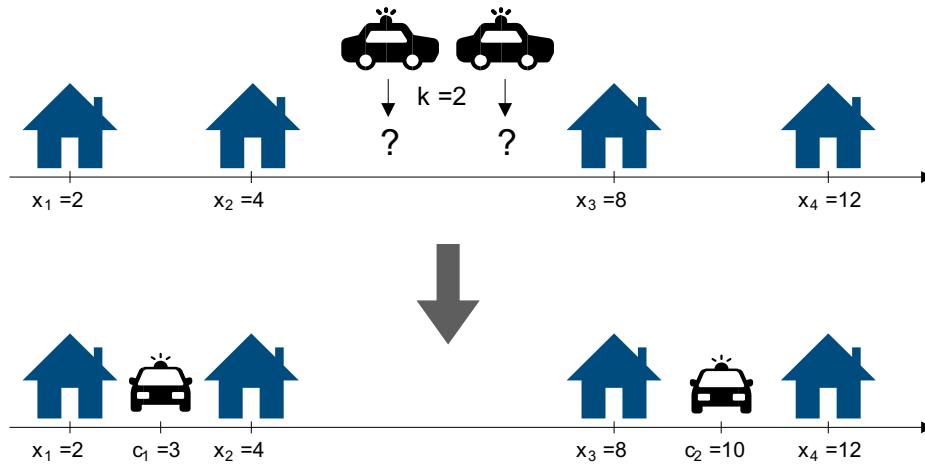 k =2
? ?
x₁ =2 x₂ =4 x₃ =8 x₄ =12
x₁ =2 c₁ =3 x₂ =4 x₃ =8 c₂ =10 x₄ =12